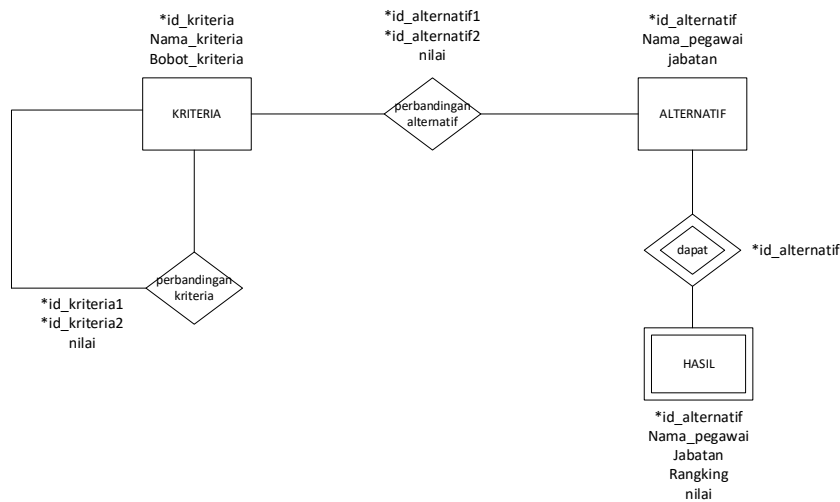 *id_kriteria
Nama_kriteria
Bobot_kriteria
KRITERIA
*id_alternatif1
*id_alternatif2
nilai
perbandingan
alternatif
*id_alternatif
Nama_pegawai
jabatan
ALTERNATIF
perbandingan
kriteria
*id_kriteria1
*id_kriteria2
nilai
dapat
*id_alternatif
HASIL
*id_alternatif
Nama_pegawai
Jabatan
Rangking
nilai